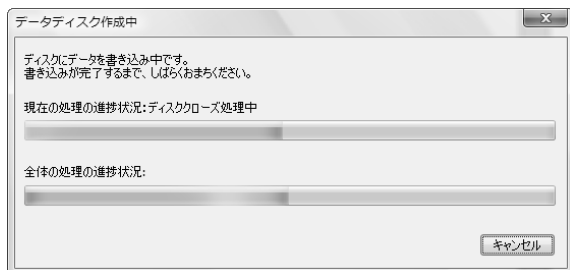 データディスク作成中
ディスクにデータを書き込み中です。
書き込みが完了するまで、しばらくおまちください。
現在の処理の進捗状況:ディスククローズ処理中
全体の処理の進捗状況:
キャンセル